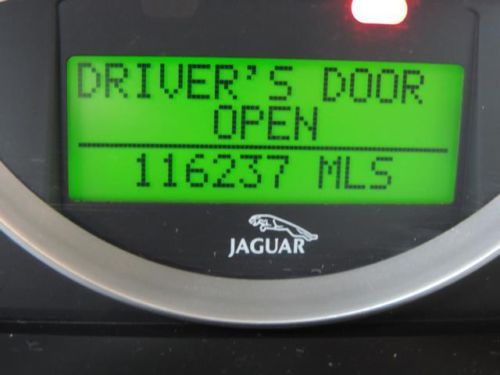 DRIVER'S DOOR
OPEN
116237 MLS
JAGUAR